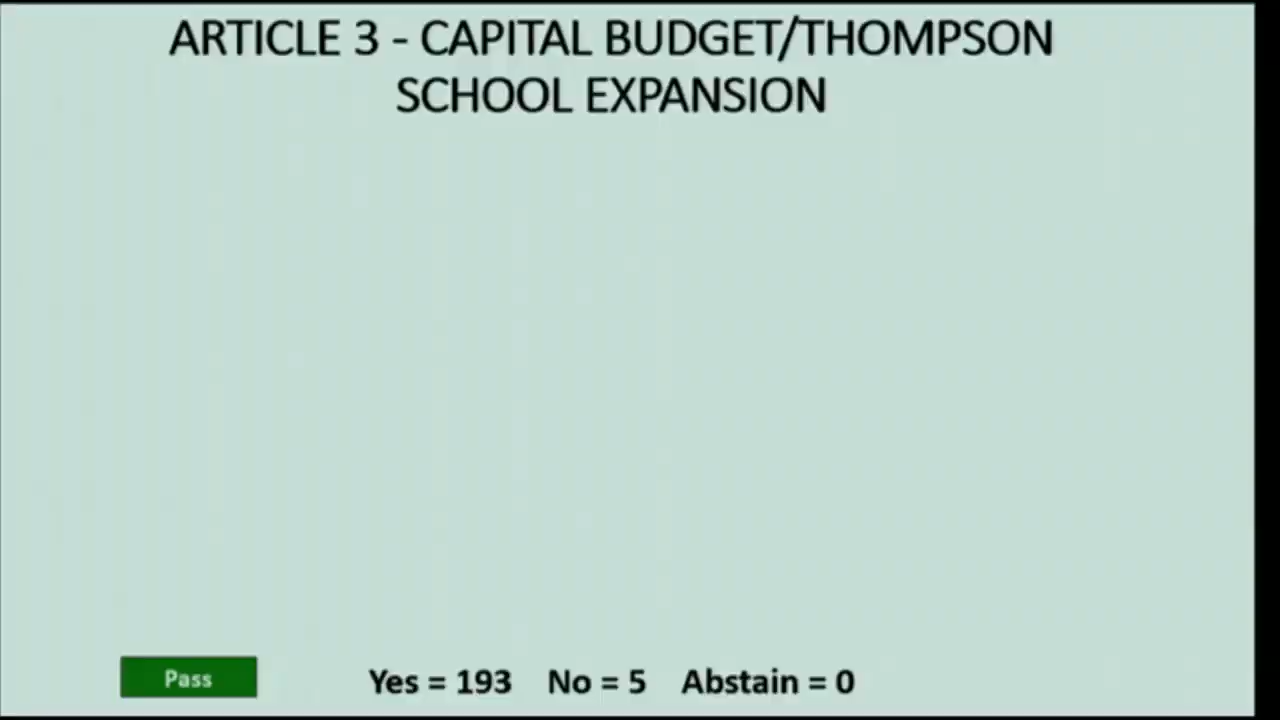 ARTICLE 3 - CAPITAL BUDGET/THOMPSON
SCHOOL EXPANSION
Pass
Yes = 193 No = 5 Abstain = 0